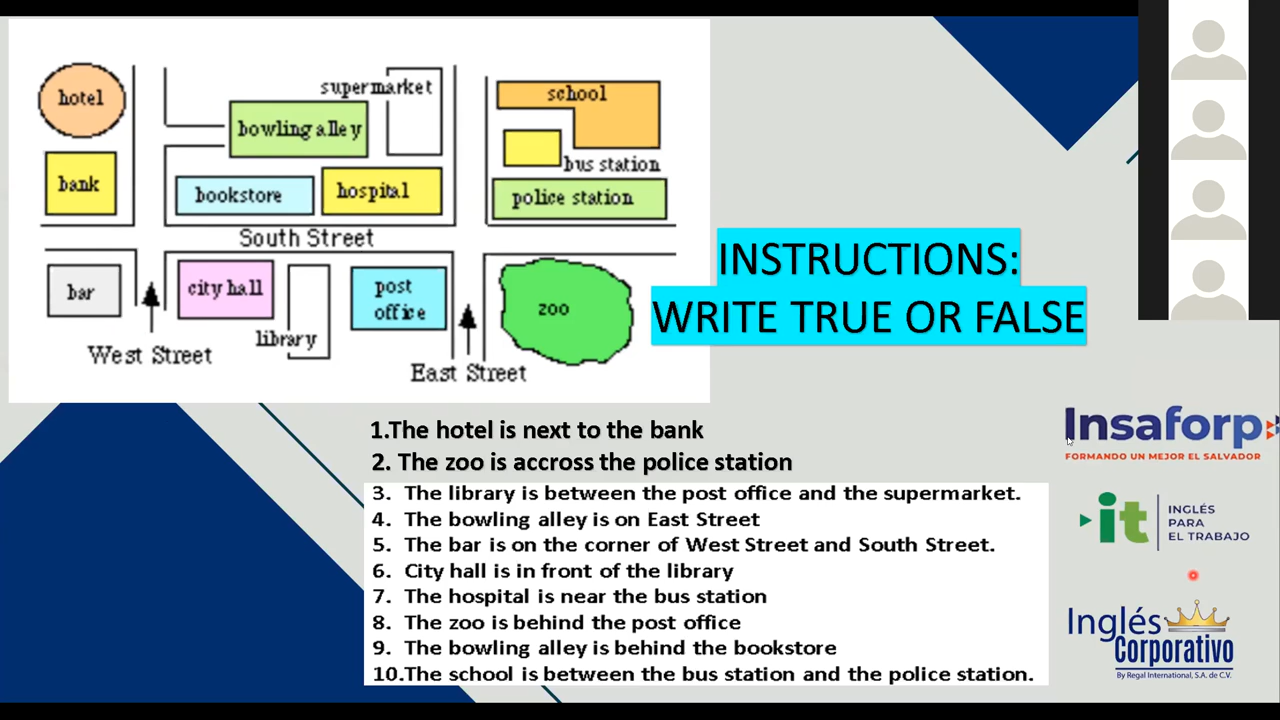 hotel
supermarket
school
bowling alley
bus station
bank
bookstore
hospital
police station
South Street
bar
city hall
post
office
zoo
library
West Street
East Street
INSTRUCTIONS:
WRITE TRUE OR FALSE
1.The hotel is next to the bank
2. The zoo is accross the police station
3. The library is between the post office and the supermarket.
4. The bowling alley is on East Street
5. The bar is on the corner of West Street and South Street.
6. City hall is in front of the library
7. The hospital is near the bus station
8. The zoo is behind the post office
9. The bowling alley is behind the bookstore
10.The school is between the bus station and the police station.
Insaforp
FORMANDO UN MEJOR EL SALVADOR
it
INGLÉS
PARA
EL TRABAJO
Inglés
Corporativo
By Regal International, S.A. de C.V.